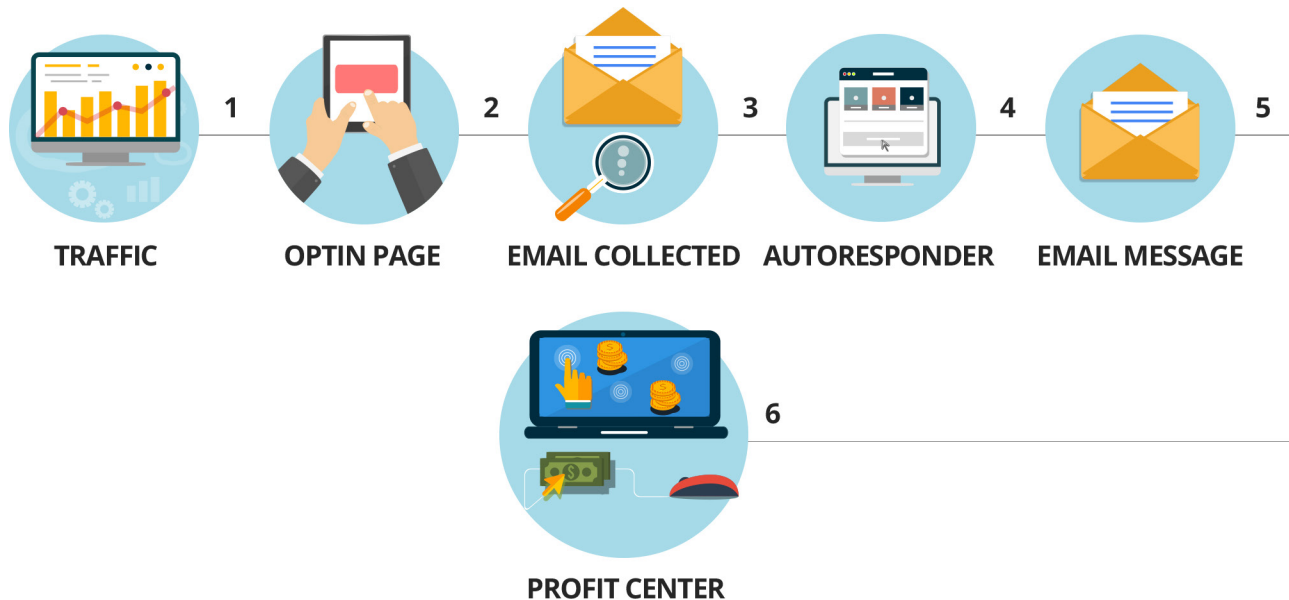 1
2
3
4
5
TRAFFIC
OPTIN PAGE
EMAIL COLLECTED
AUTORESPONDER
EMAIL MESSAGE
6
PROFIT CENTER